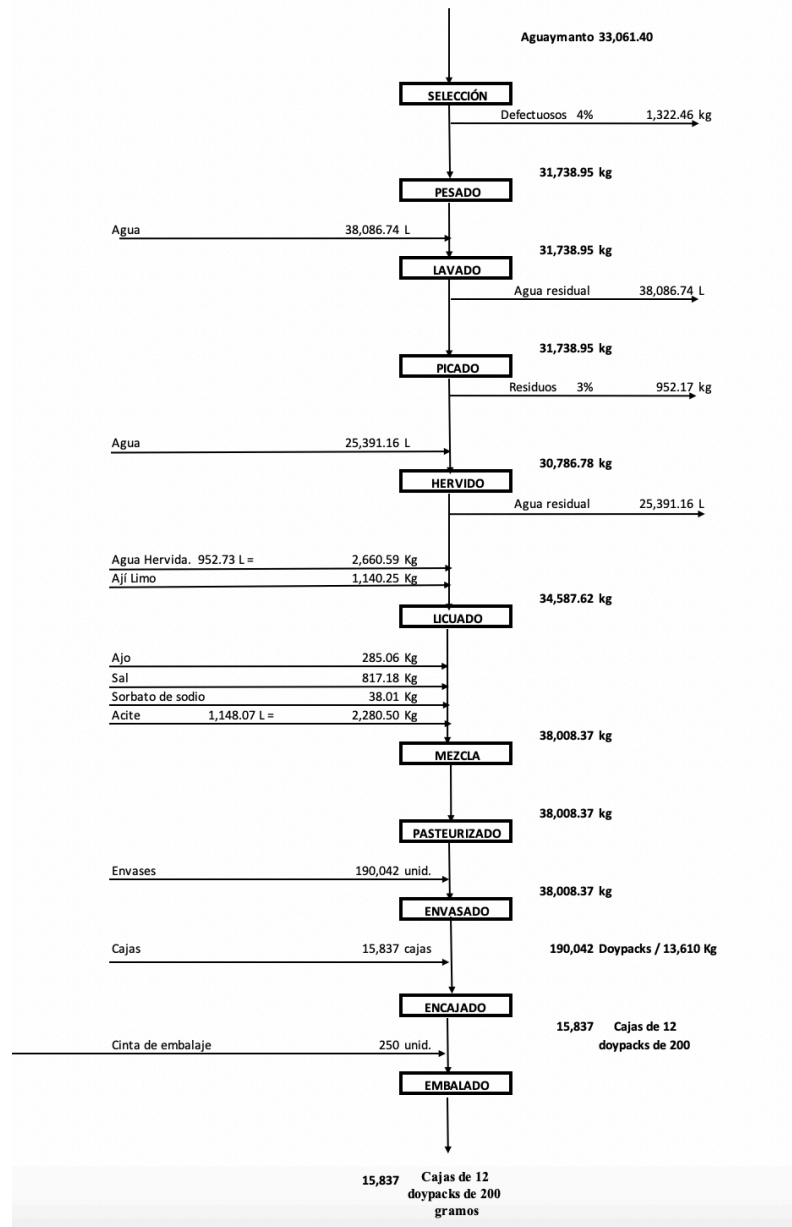 Aguaymanto 33,061.40
SELECCIÓN
Defectuosos 4% 1,322.46 kg
31,738.95 kg
PESADO
Agua 38,086.74 L
31,738.95 kg
LAVADO
Agua residual 38,086.74 L
31,738.95 kg
PICADO
Residuos 3% 952.17 kg
Agua 25,391.16 L
30,786.78 kg
HERVIDO
Agua residual 25,391.16 L
Agua Hervida. 952.73 L = 2,660.59 Kg
Ají Limo 1,140.25 Kg
34,587.62 kg
LICUADO
Ajo 285.06 Kg
Sal 817.18 Kg
Sorbato de sodio 38.01 Kg
Acite 1,148.07 L = 2,280.50 Kg
38,008.37 kg
MEZCLA
38,008.37 kg
PASTEURIZADO
Envases 190,042 unid.
38,008.37 kg
ENVASADO
Cajas 15,837 cajas
190,042 Doypacks / 13,610 Kg
ENCAJADO
15,837 Cajas de 12
doypacks de 200
Cinta de embalaje 250 unid.
EMBALADO
15,837 Cajas de 12
doypacks de 200
gramos